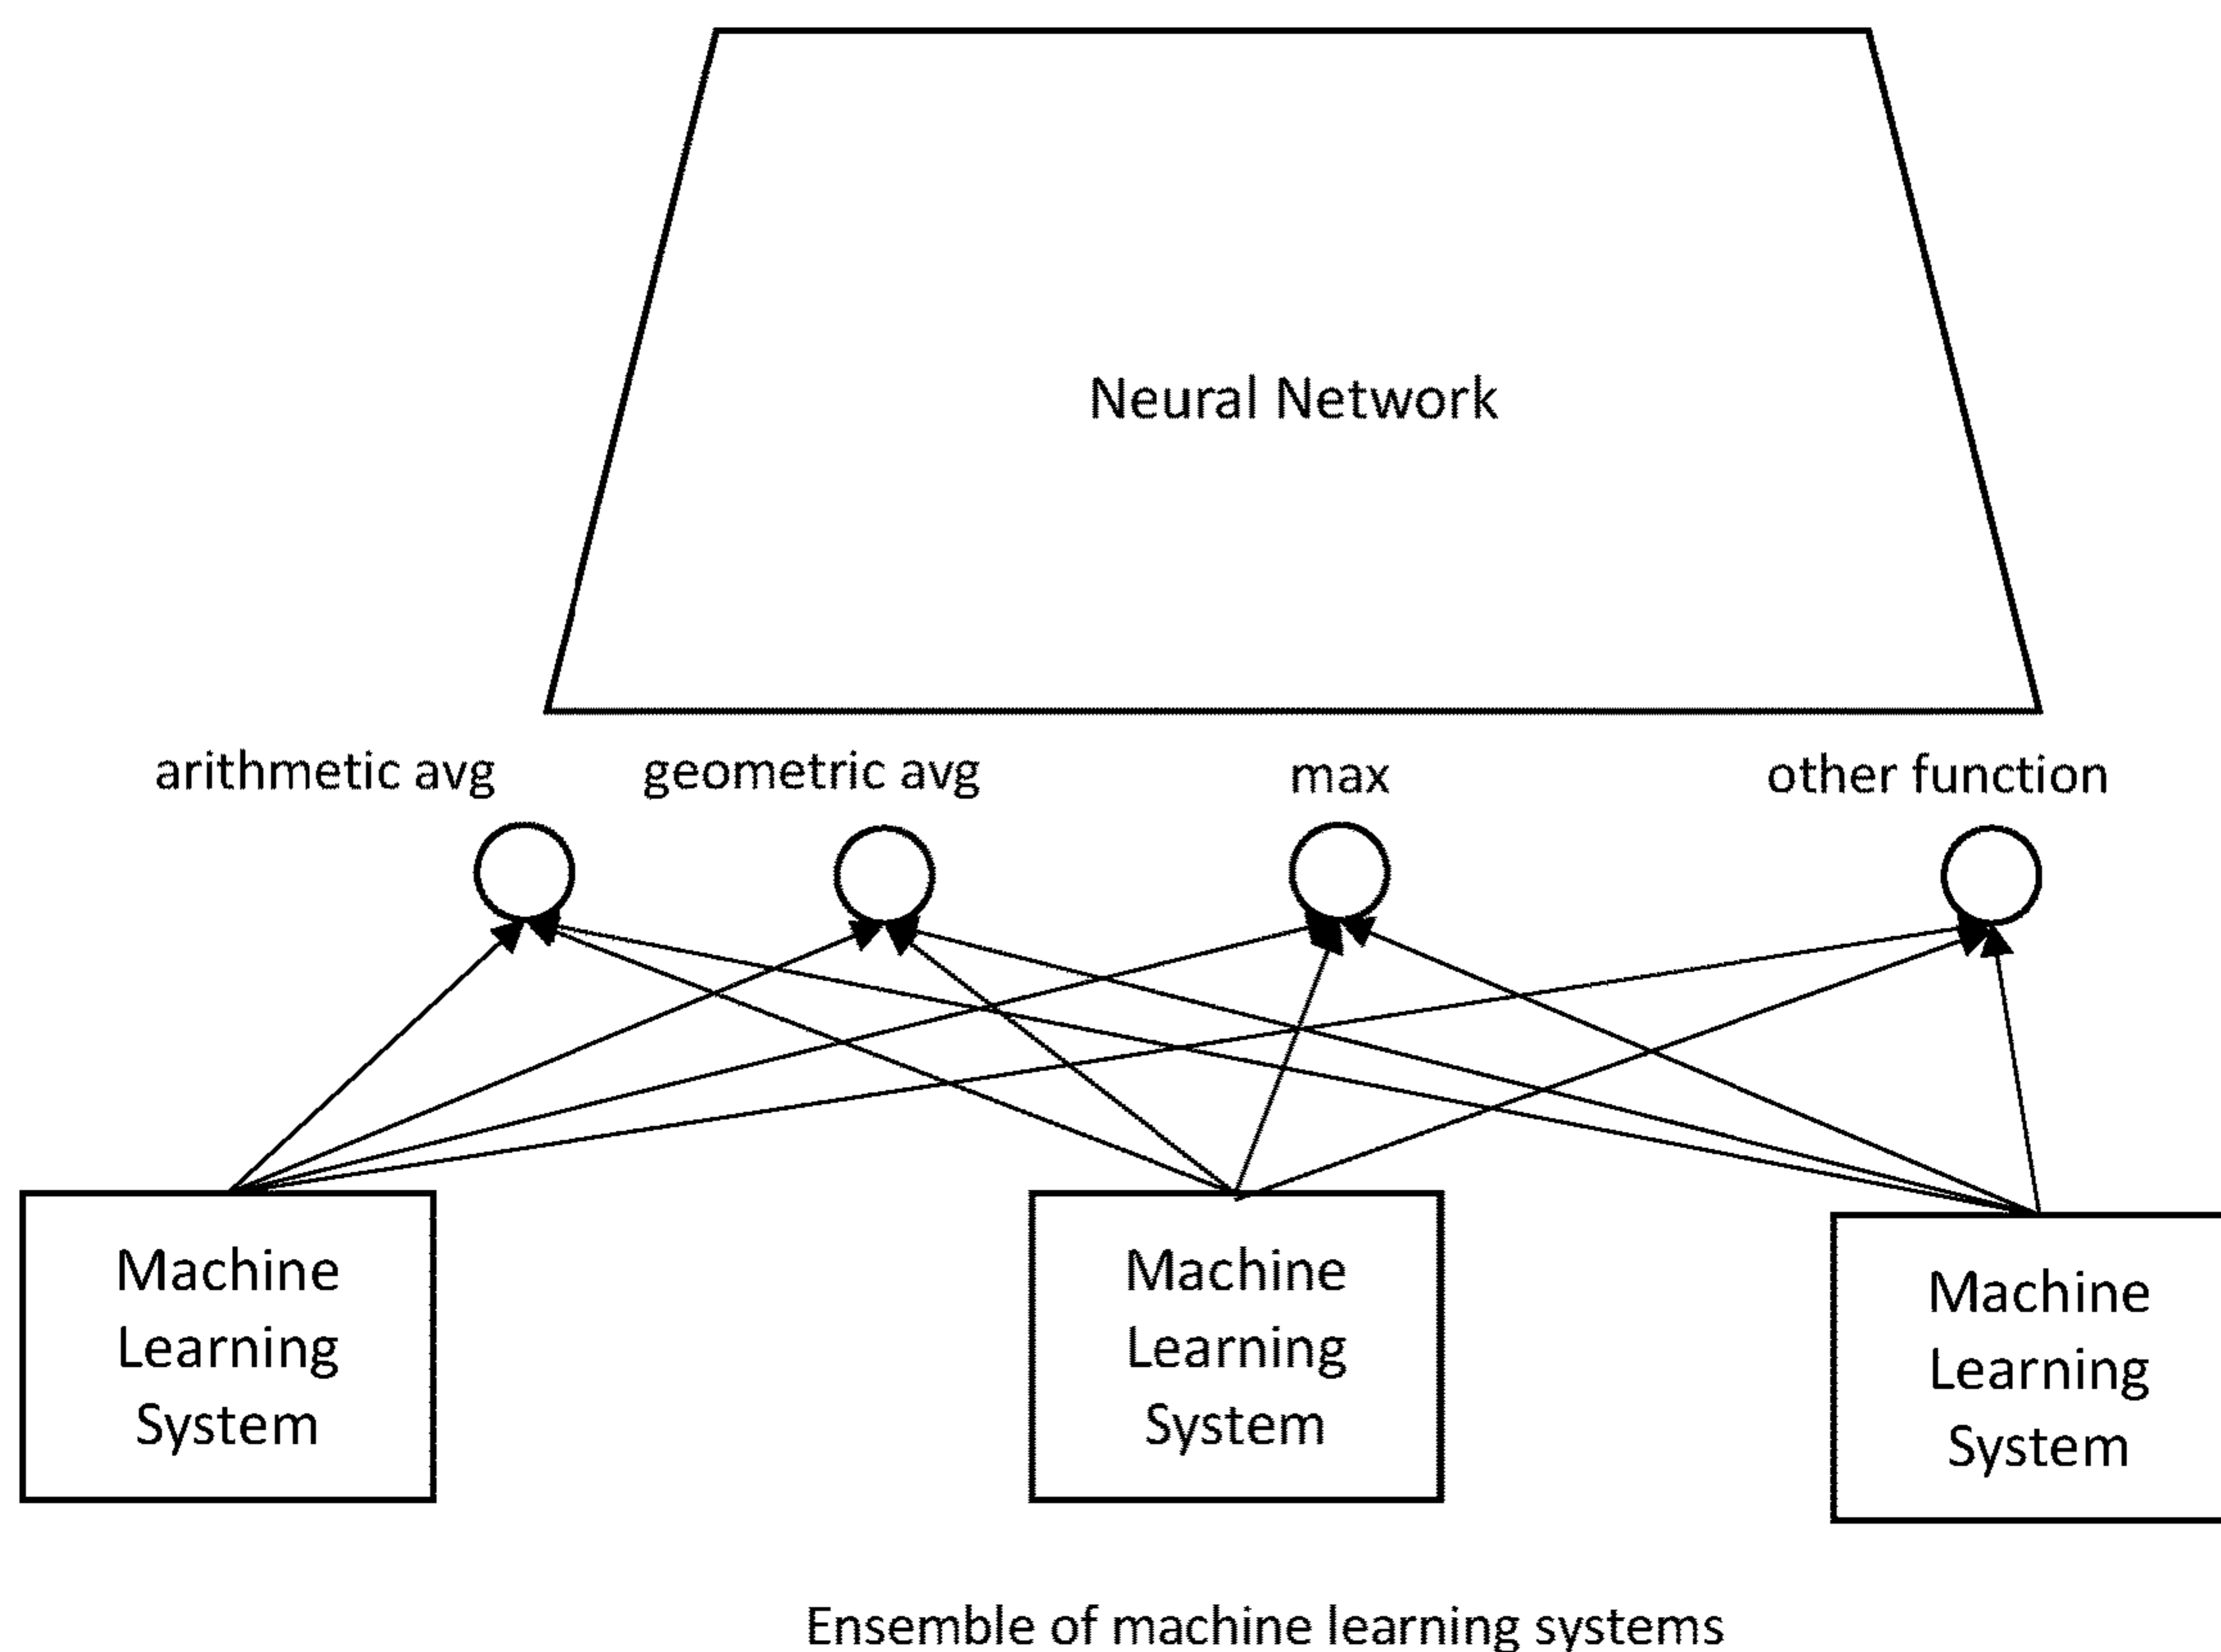 Neural Network
arithmetic avg
geometric avg
max
other function
Machine
Learning
System
Machine
Learning
System
Machine
Learning
System
Ensemble of machine learning systems